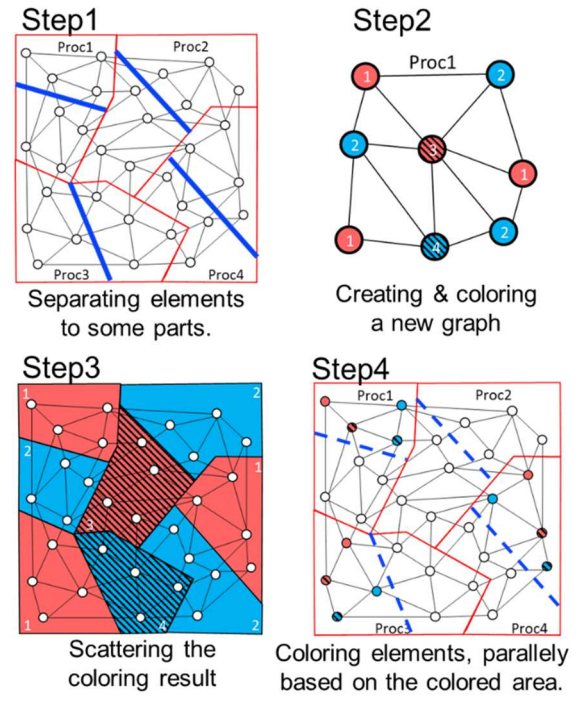 Step1
Proc1
Proc2
Proc3
Proc4
Separating elements
to some parts.
Step2
Proc1
1
2
2
3
1
2
1
4
Creating & coloring
a new graph
Step3
1
2
2
1
3
1
4
2
Scattering the
coloring result
Step4
Proc1
Proc2
Proc3
Proc4
Coloring elements, parallely
based on the colored area.